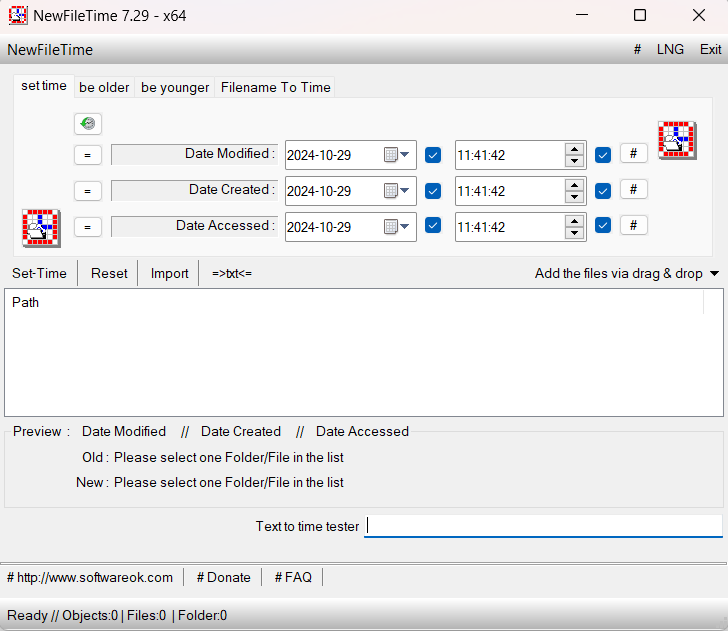 NewFileTime 7.29 - x64
NewFileTime # LNG Exit
set time be older be younger Filename To Time
= Date Modified : 2024-10-29 11:41:42 #
= Date Created : 2024-10-29 11:41:42 #
= Date Accessed : 2024-10-29 11:41:42 #
Set-Time Reset Import =>txt<= Add the files via drag & drop
Path
Preview : Date Modified // Date Created // Date Accessed
Old : Please select one Folder/File in the list
New : Please select one Folder/File in the list
Text to time tester
# http://www.softwareok.com # Donate # FAQ
Ready // Objects:0 | Files:0 | Folder:0